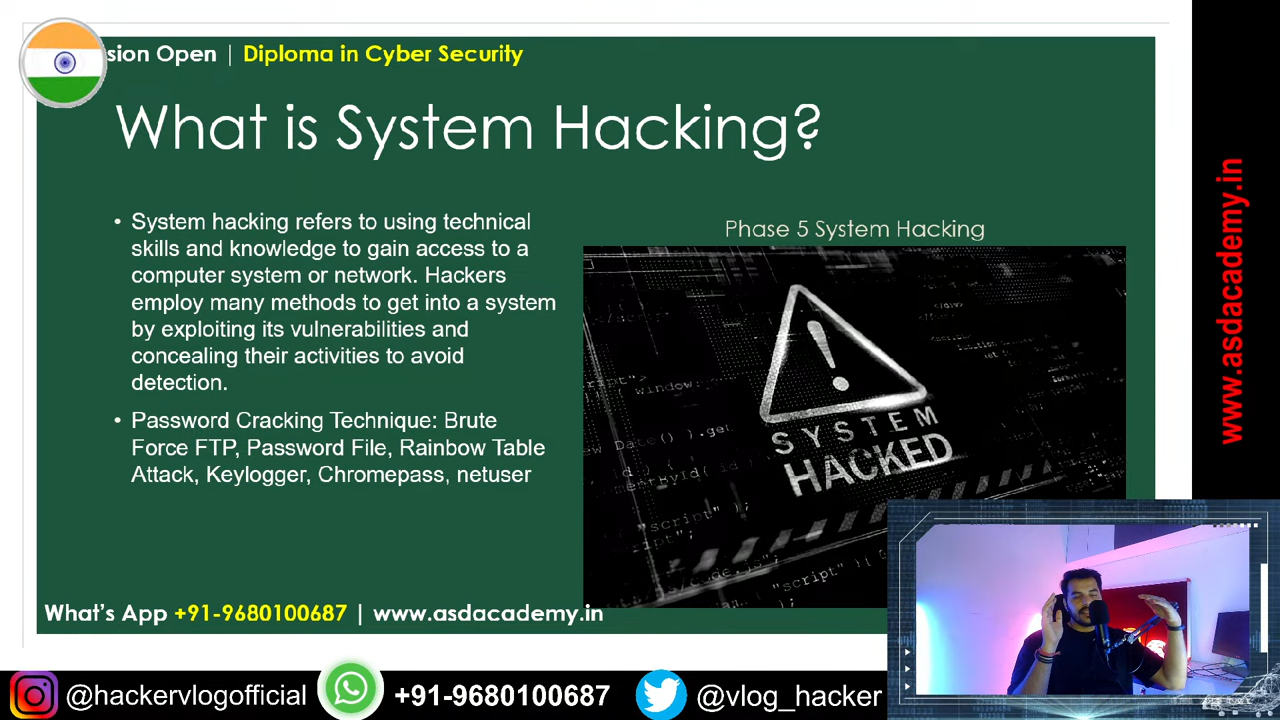 sion Open | Diploma in Cyber Security
What is System Hacking?
• System hacking refers to using technical
skills and knowledge to gain access to a
computer system or network. Hackers
employ many methods to get into a system
by exploiting its vulnerabilities and
concealing their activities to avoid
detection.
• Password Cracking Technique: Brute
Force FTP, Password File, Rainbow Table
Attack, Keylogger, Chromepass, netuser
Phase 5 System Hacking
SYSTEM
HACKED
What's App +91-9680100687 | www.asdacademy.in
www.asdacademy.in
@hackervlogofficial
+91-9680100687
@vlog_hacker